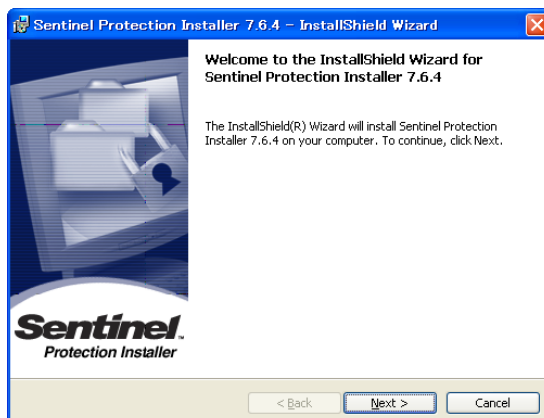 Sentinel Protection Installer 7.6.4 - InstallShield Wizard
Welcome to the InstallShield Wizard for
Sentinel Protection Installer 7.6.4
The InstallShield(R) Wizard will install Sentinel Protection
Installer 7.6.4 on your computer. To continue, click Next.
Sentinel™
Protection Installer
< Back
Next >
Cancel